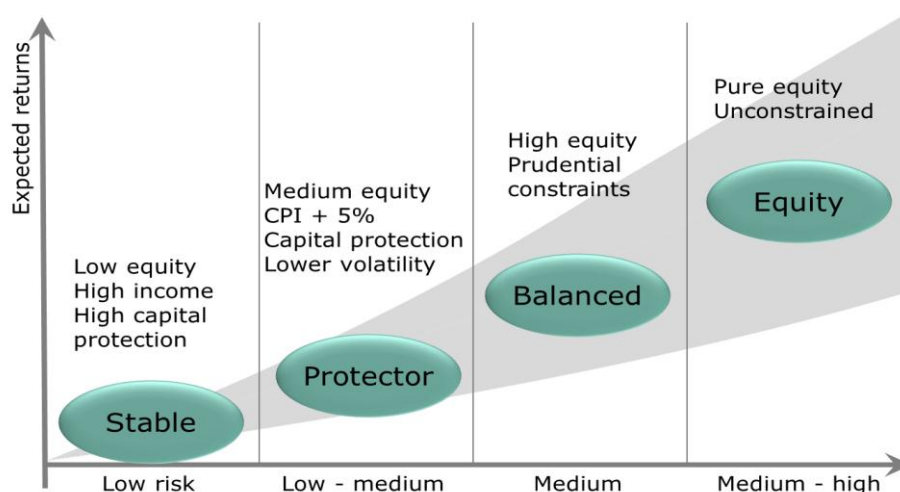 Expected returns
Low equity
High income
High capital
protection
Stable
Medium equity
CPI + 5%
Capital protection
Lower volatility
Protector
High equity
Prudential
constraints
Balanced
Pure equity
Unconstrained
Equity
Low risk
Low - medium
Medium
Medium - high